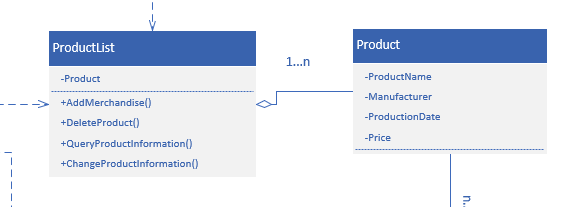 ProductList
-Product
+AddMerchandise()
+DeleteProduct()
+QueryProductInformation()
+ChangeProductInformation()
1...n
Product
-ProductName
-Manufacturer
-ProductionDate
-Price
n..